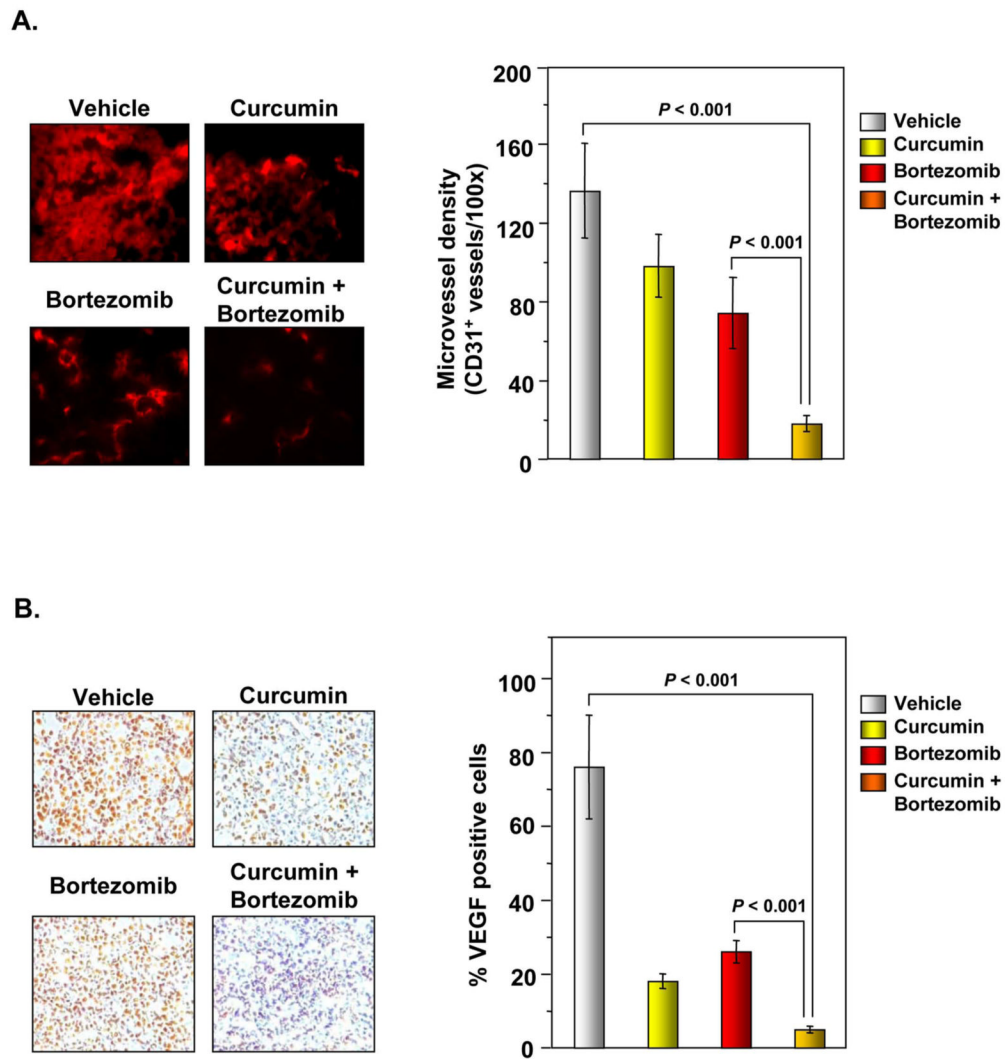 A.
Vehicle
Curcumin
Bortezomib
Curcumin +
Bortezomib
Microvessel density
(CD31⁺ vessels/100x)
200
160
120
80
40
0
P < 0.001
P < 0.001
Vehicle
Curcumin
Bortezomib
Curcumin +
Bortezomib
B.
Vehicle
Curcumin
Bortezomib
Curcumin +
Bortezomib
% VEGF positive cells
100
80
60
40
20
0
P < 0.001
P < 0.001
Vehicle
Curcumin
Bortezomib
Curcumin +
Bortezomib